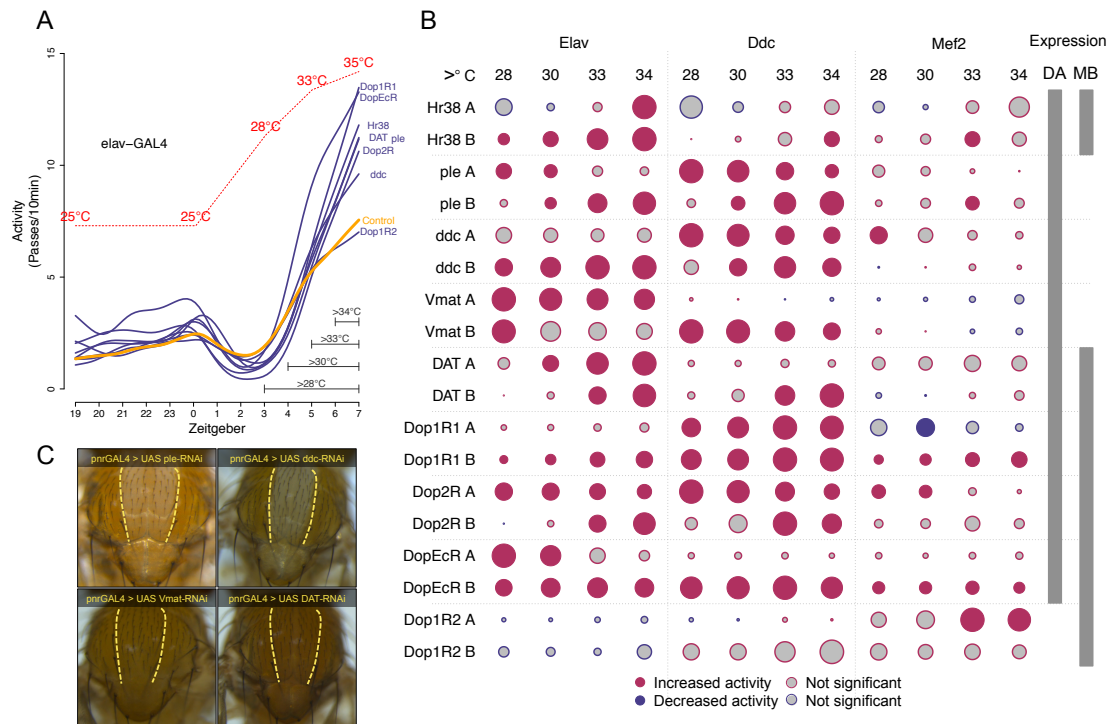 A
15
10
5
0
Activity
(Passes/10min)
elav−GAL4
25°C
25°C
28°C
33°C
35°C
Dop1R1
DopEcR
Hr38
DAT ple
Dop2R
ddc
Control
Dop1R2
>34°C
>33°C
>30°C
>28°C
19 20 21 22 23 0 1 2 3 4 5 6 7
Zeitgeber
B
Elav Ddc Mef2 Expression
>° C 28 30 33 34 28 30 33 34 28 30 33 34 DA MB
Hr38 A
Hr38 B
ple A
ple B
ddc A
ddc B
Vmat A
Vmat B
DAT A
DAT B
Dop1R1 A
Dop1R1 B
Dop2R A
Dop2R B
DopEcR A
DopEcR B
Dop1R2 A
Dop1R2 B
Increased activity Not significant
Decreased activity Not significant
C
pnrGAL4 > UAS ple-RNAi
pnrGAL4 > UAS ddc-RNAi
pnrGAL4 > UAS Vmat-RNAi
pnrGAL4 > UAS DAT-RNAi